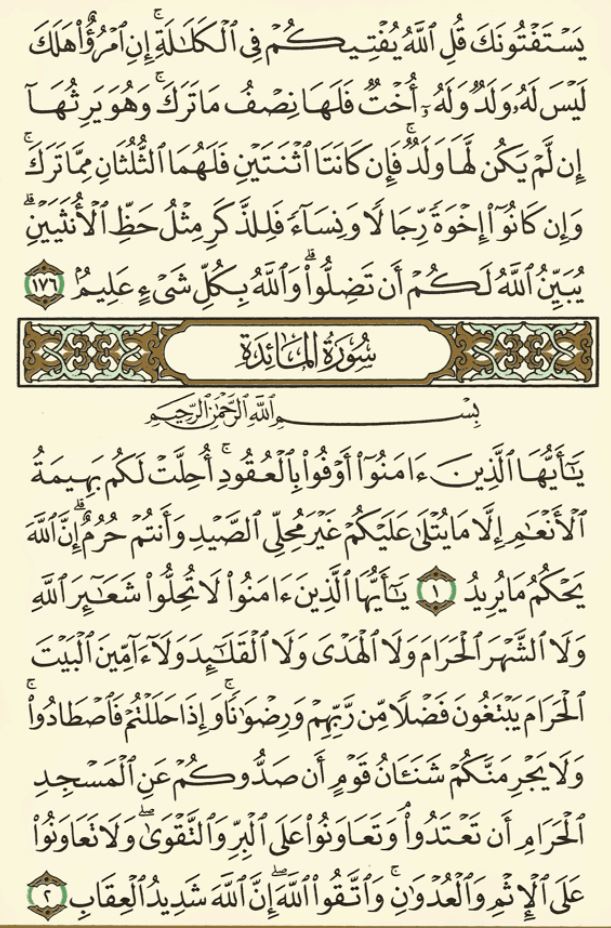 يَسْتَفْتُونَكَ قُلِ ٱللَّهُ يُفْتِيكُمْ فِى ٱلْكَلَٰلَةِۚ إِنِ ٱمْرُؤٌا۟ هَلَكَ
لَيْسَ لَهُۥ وَلَدٌ وَلَهُۥٓ أُخْتٌ فَلَهَا نِصْفُ مَا تَرَكَۚ وَهُوَ يَرِثُهَآ
إِن لَّمْ يَكُن لَّهَا وَلَدٌۚ فَإِن كَانَتَا ٱثْنَتَيْنِ فَلَهُمَا ٱلثُّلُثَانِ مِمَّا تَرَكَۚ
وَإِن كَانُوٓا۟ إِخْوَةً رِّجَالًا وَنِسَآءً فَلِلذَّكَرِ مِثْلُ حَظِّ ٱلْأُنثَيَيْنِۗ
يُبَيِّنُ ٱللَّهُ لَكُمْ أَن تَضِلُّوا۟ۗ وَٱللَّهُ بِكُلِّ شَىْءٍ عَلِيمٌۢ ١٧٦
سُورَةُ المَائِدَةِ
بِسْمِ ٱللَّهِ ٱلرَّحْمَٰنِ ٱلرَّحِيمِ
يَٰٓأَيُّهَا ٱلَّذِينَ ءَامَنُوٓا۟ أَوْفُوا۟ بِٱلْعُقُودِۚ أُحِلَّتْ لَكُم بَهِيمَةُ
ٱلْأَنْعَٰمِ إِلَّا مَا يُتْلَىٰ عَلَيْكُمْ غَيْرَ مُحِلِّى ٱلصَّيْدِ وَأَنتُمْ حُرُمٌۗ إِنَّ ٱللَّهَ
يَحْكُمُ مَا يُرِيدُ ١ يَٰٓأَيُّهَا ٱلَّذِينَ ءَامَنُوا۟ لَا تُحِلُّوا۟ شَعَٰٓئِرَ ٱللَّهِ
وَلَا ٱلشَّهْرَ ٱلْحَرَامَ وَلَا ٱلْهَدْىَ وَلَا ٱلْقَلَٰٓئِدَ وَلَآ ءَآمِّينَ ٱلْبَيْتَ
ٱلْحَرَامَ يَبْتَغُونَ فَضْلًا مِّن رَّبِّهِمْ وَرِضْوَٰنًاۚ وَإِذَا حَلَلْتُمْ فَٱصْطَادُوا۟ۚ
وَلَا يَجْرِمَنَّكُمْ شَنَـَٔانُ قَوْمٍ أَن صَدُّوكُمْ عَنِ ٱلْمَسْجِدِ
ٱلْحَرَامِ أَن تَعْتَدُوا۟ۘ وَتَعَاوَنُوا۟ عَلَى ٱلْبِرِّ وَٱلتَّقْوَىٰۖ وَلَا تَعَاوَنُوا۟
عَلَى ٱلْإِثْمِ وَٱلْعُدْوَٰنِۚ وَٱتَّقُوا۟ ٱللَّهَۖ إِنَّ ٱللَّهَ شَدِيدُ ٱلْعِقَابِ ٢